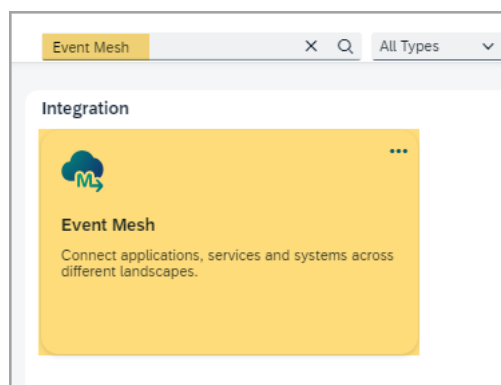 Event Mesh
All Types
Integration
Event Mesh
Connect applications, services and systems across
different landscapes.